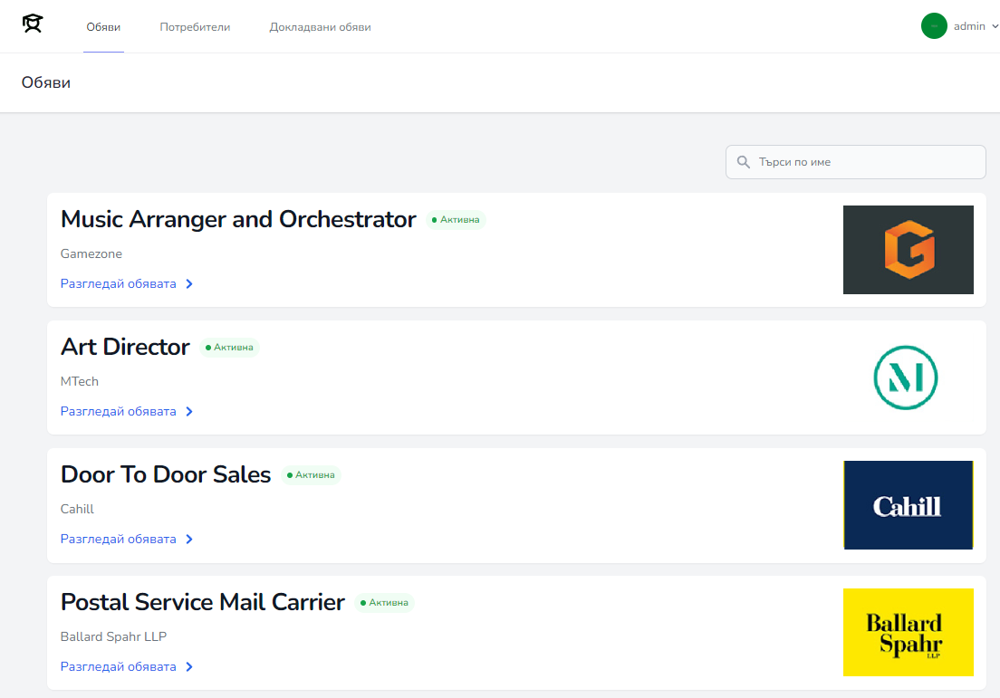 Обяви Потребители Докладвани обяви admin
Обяви
Търси по име
Music Arranger and Orchestrator Активна
Gamezone
Разгледай обявата
Art Director Активна
MTech
Разгледай обявата
M
Door To Door Sales Активна
Cahill
Разгледай обявата
Cahill
Postal Service Mail Carrier Активна
Ballard Spahr LLP
Разгледай обявата
Ballard
Spahr
LLP